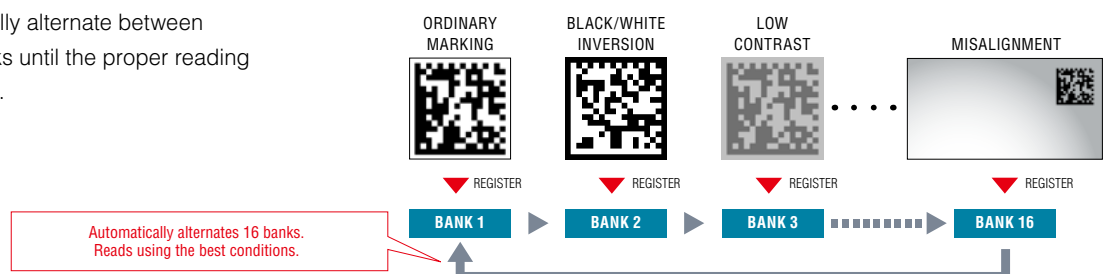 lly alternate between
ks until the proper reading
.
ORDINARY
MARKING
BLACK/WHITE
INVERSION
LOW
CONTRAST
MISALIGNMENT
REGISTER
REGISTER
REGISTER
REGISTER
BANK 1
BANK 2
BANK 3
BANK 16
Automatically alternates 16 banks.
Reads using the best conditions.